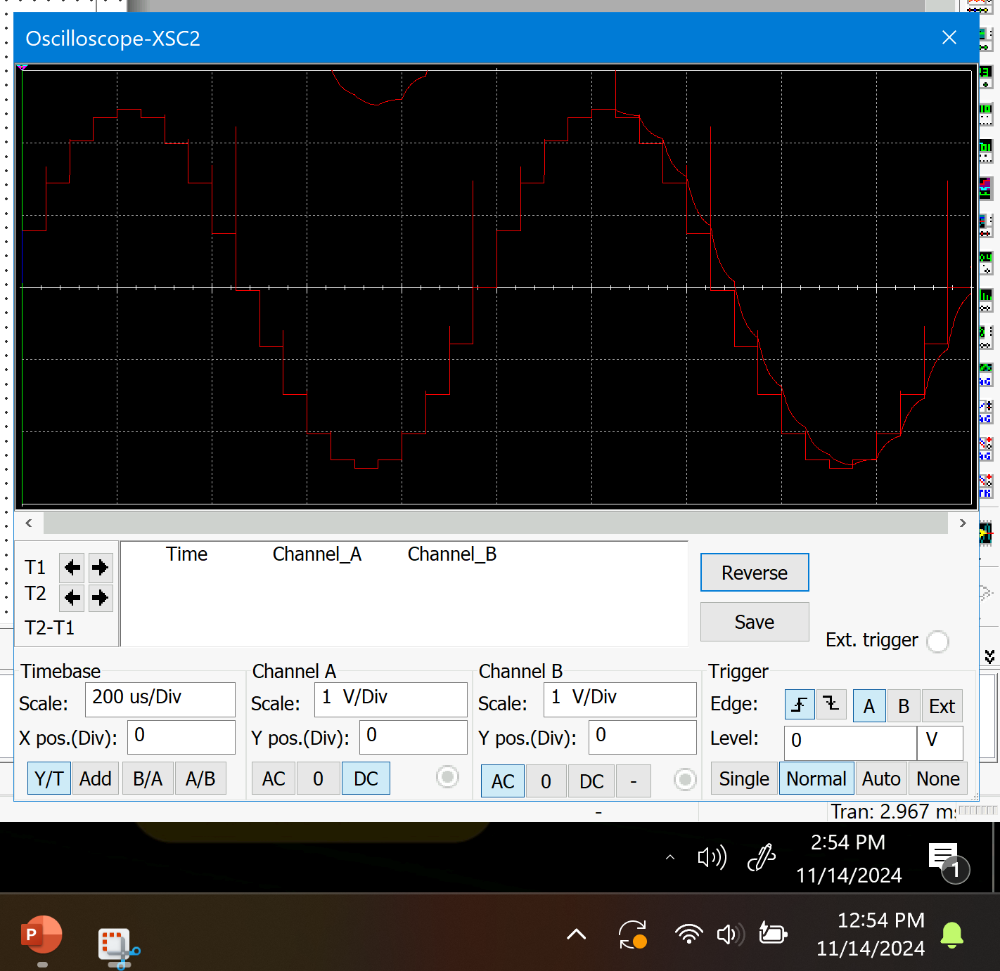 Oscilloscope-XSC2
Time Channel_A Channel_B
T1
T2
T2-T1
Reverse
Save
Ext. trigger
Timebase
Scale: 200 us/Div
X pos.(Div): 0
Y/T Add B/A A/B
Channel A
Scale: 1 V/Div
Y pos.(Div): 0
AC 0 DC
Channel B
Scale: 1 V/Div
Y pos.(Div): 0
AC 0 DC -
Trigger
Edge: A B Ext
Level: 0 V
Single Normal Auto None
- Tran: 2.967 ms
2:54 PM
11/14/2024
1
P
12:54 PM
11/14/2024